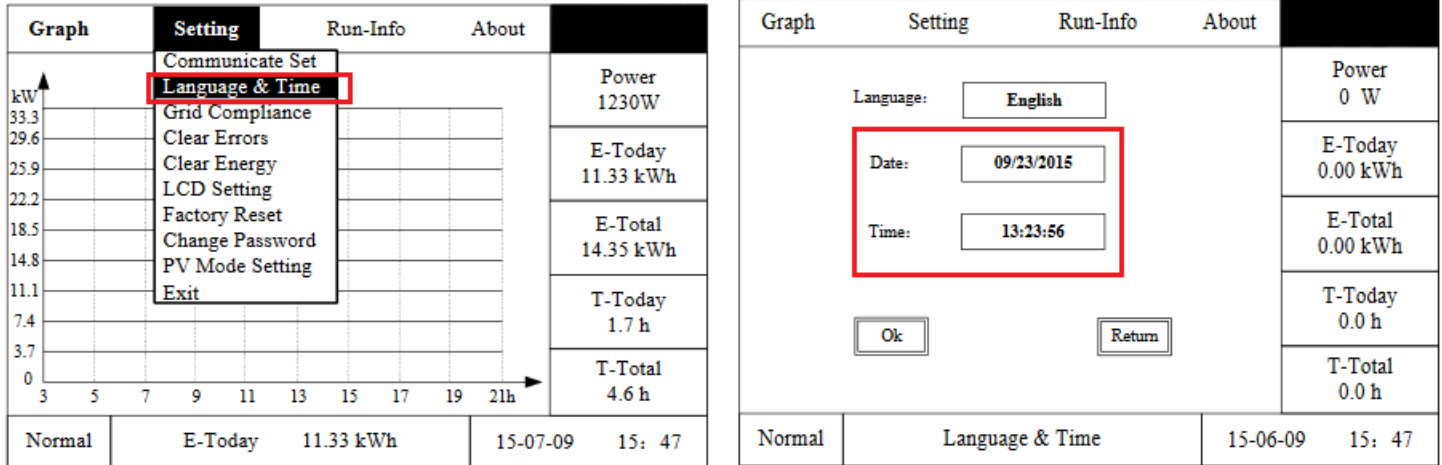 Graph Setting Run-Info About
Communicate Set
Language & Time
Grid Compliance
Clear Errors
Clear Energy
LCD Setting
Factory Reset
Change Password
PV Mode Setting
Exit
kW
33.3
29.6
25.9
22.2
18.5
14.8
11.1
7.4
3.7
0
3 5 7 9 11 13 15 17 19 21h
Power
1230W
E-Today
11.33 kWh
E-Total
14.35 kWh
T-Today
1.7 h
T-Total
4.6 h
Normal E-Today 11.33 kWh 15-07-09 15: 47
Graph Setting Run-Info About
Language: English
Date: 09/23/2015
Time: 13:23:56
Ok Return
Power
0 W
E-Today
0.00 kWh
E-Total
0.00 kWh
T-Today
0.0 h
T-Total
0.0 h
Normal Language & Time 15-06-09 15: 47